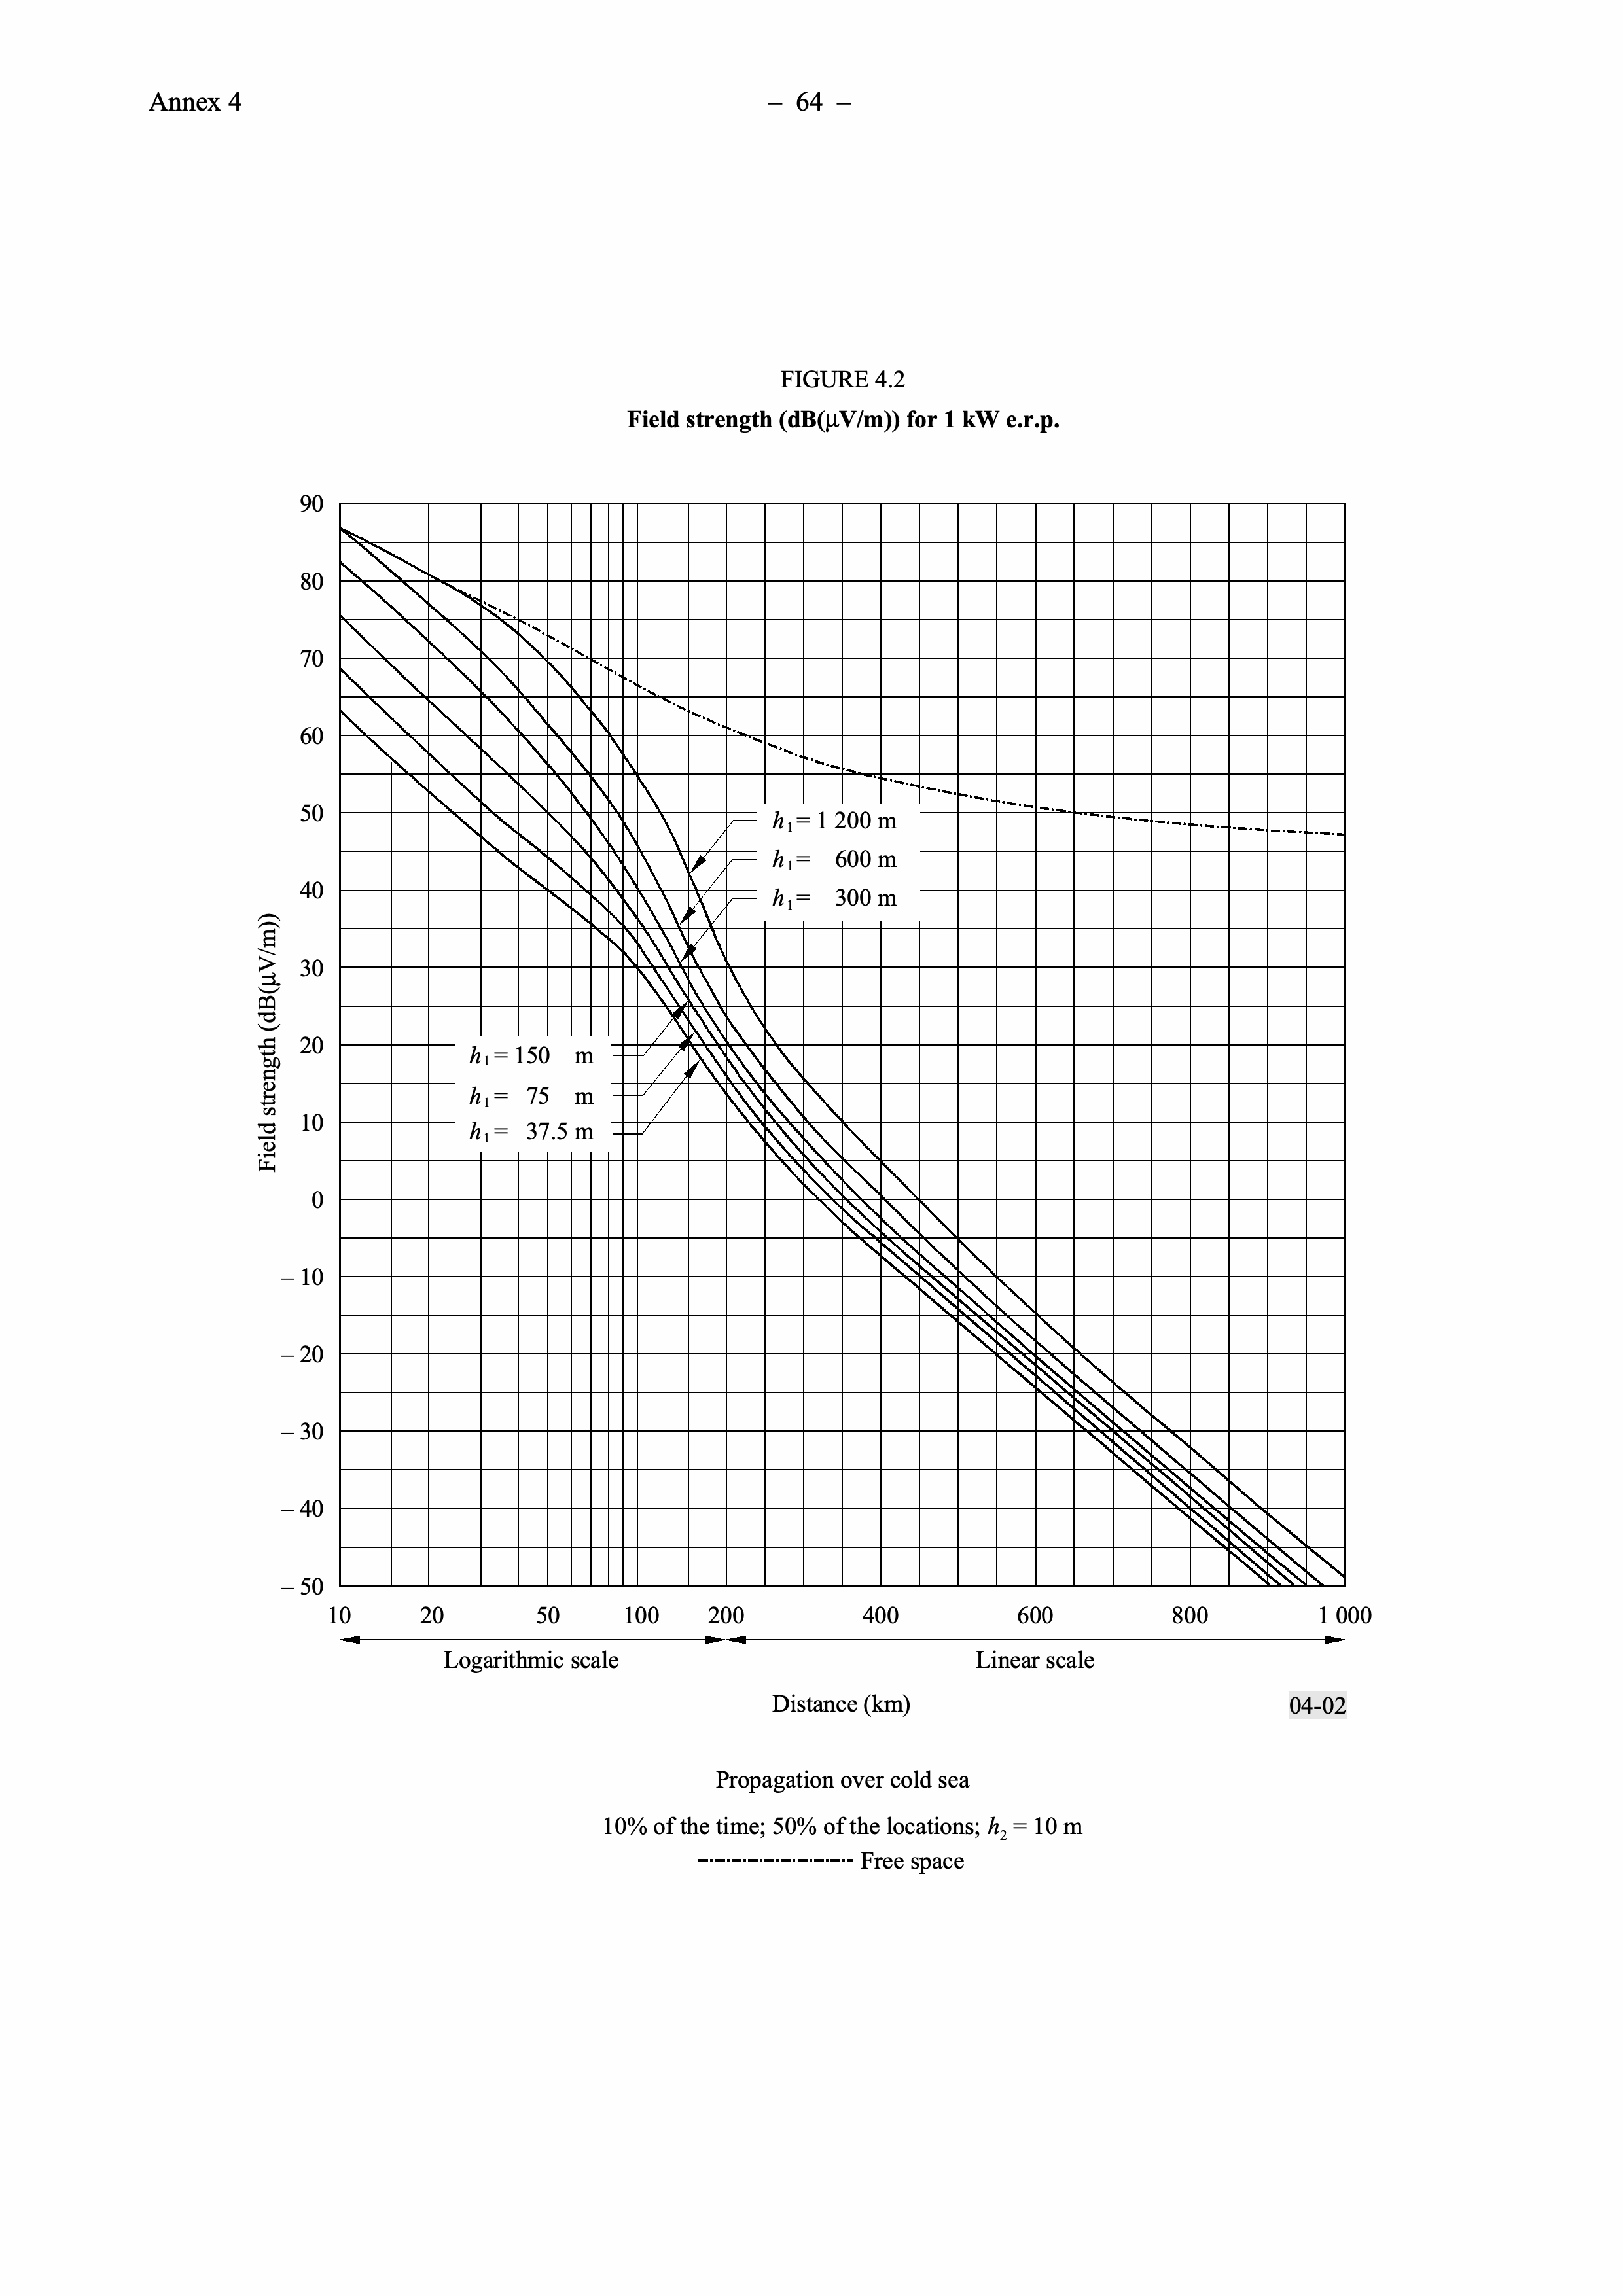 Annex 4
– 64 –
FIGURE 4.2
Field strength (dB(μV/m)) for 1 kW e.r.p.
90
80
70
60
50
40
30
20
10
0
– 10
– 20
– 30
– 40
– 50
Field strength (dB(μV/m))
h1 = 1 200 m
h1 = 600 m
h1 = 300 m
h1 = 150 m
h1 = 75 m
h1 = 37.5 m
10 20 50 100 200 400 600 800 1 000
Logarithmic scale Linear scale
Distance (km)
04-02
Propagation over cold sea
10% of the time; 50% of the locations; h2 = 10 m
Free space